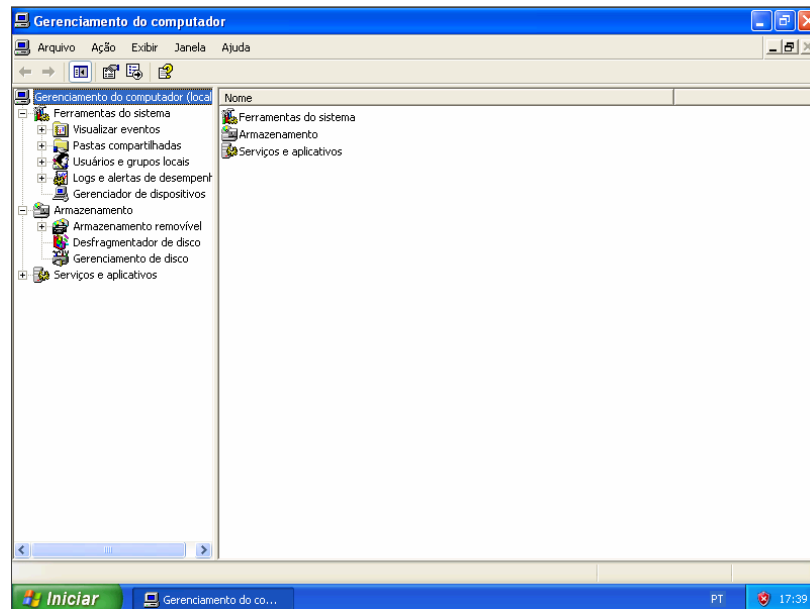 Gerenciamento do computador
Arquivo Ação Exibir Janela Ajuda
Gerenciamento do computador (local
Ferramentas do sistema
Visualizar eventos
Pastas compartilhadas
Usuários e grupos locais
Logs e alertas de desempenh
Gerenciador de dispositivos
Armazenamento
Armazenamento removível
Desfragmentador de disco
Gerenciamento de disco
Serviços e aplicativos
Nome
Ferramentas do sistema
Armazenamento
Serviços e aplicativos
Iniciar Gerenciamento do co... PT 17:39